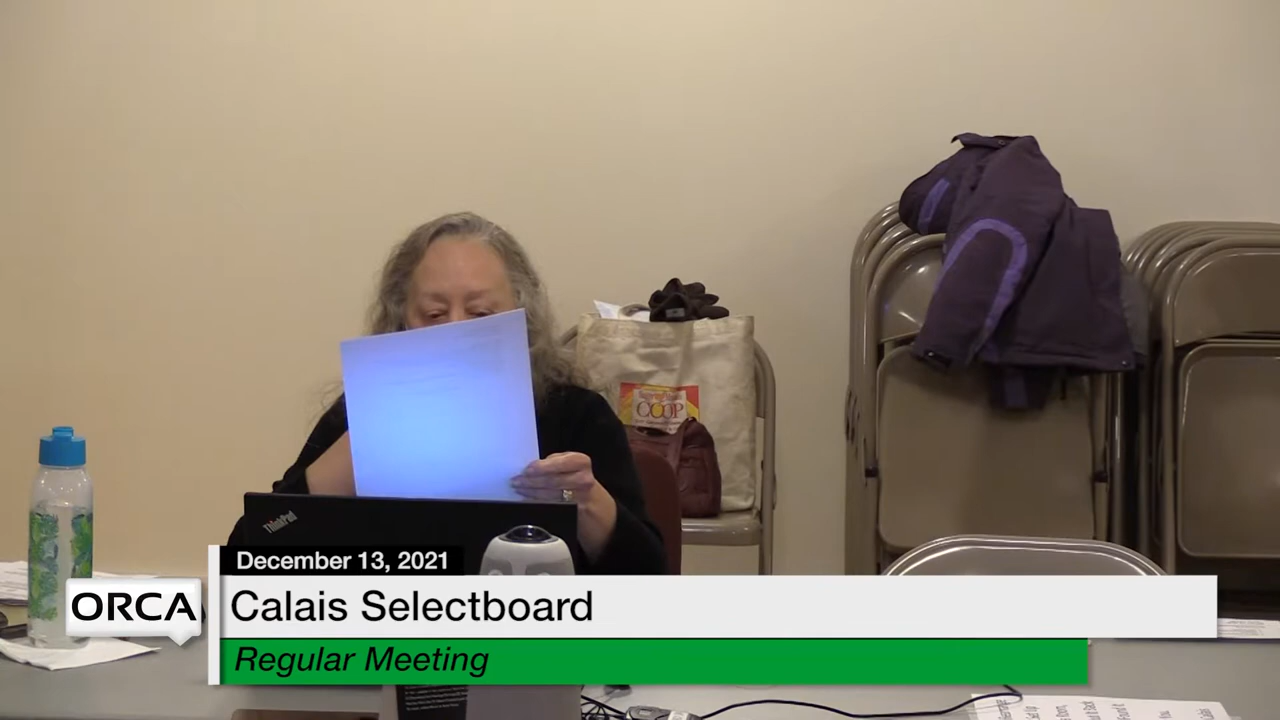 COOP
ThinkPad
December 13, 2021
ORCA
Calais Selectboard
Regular Meeting